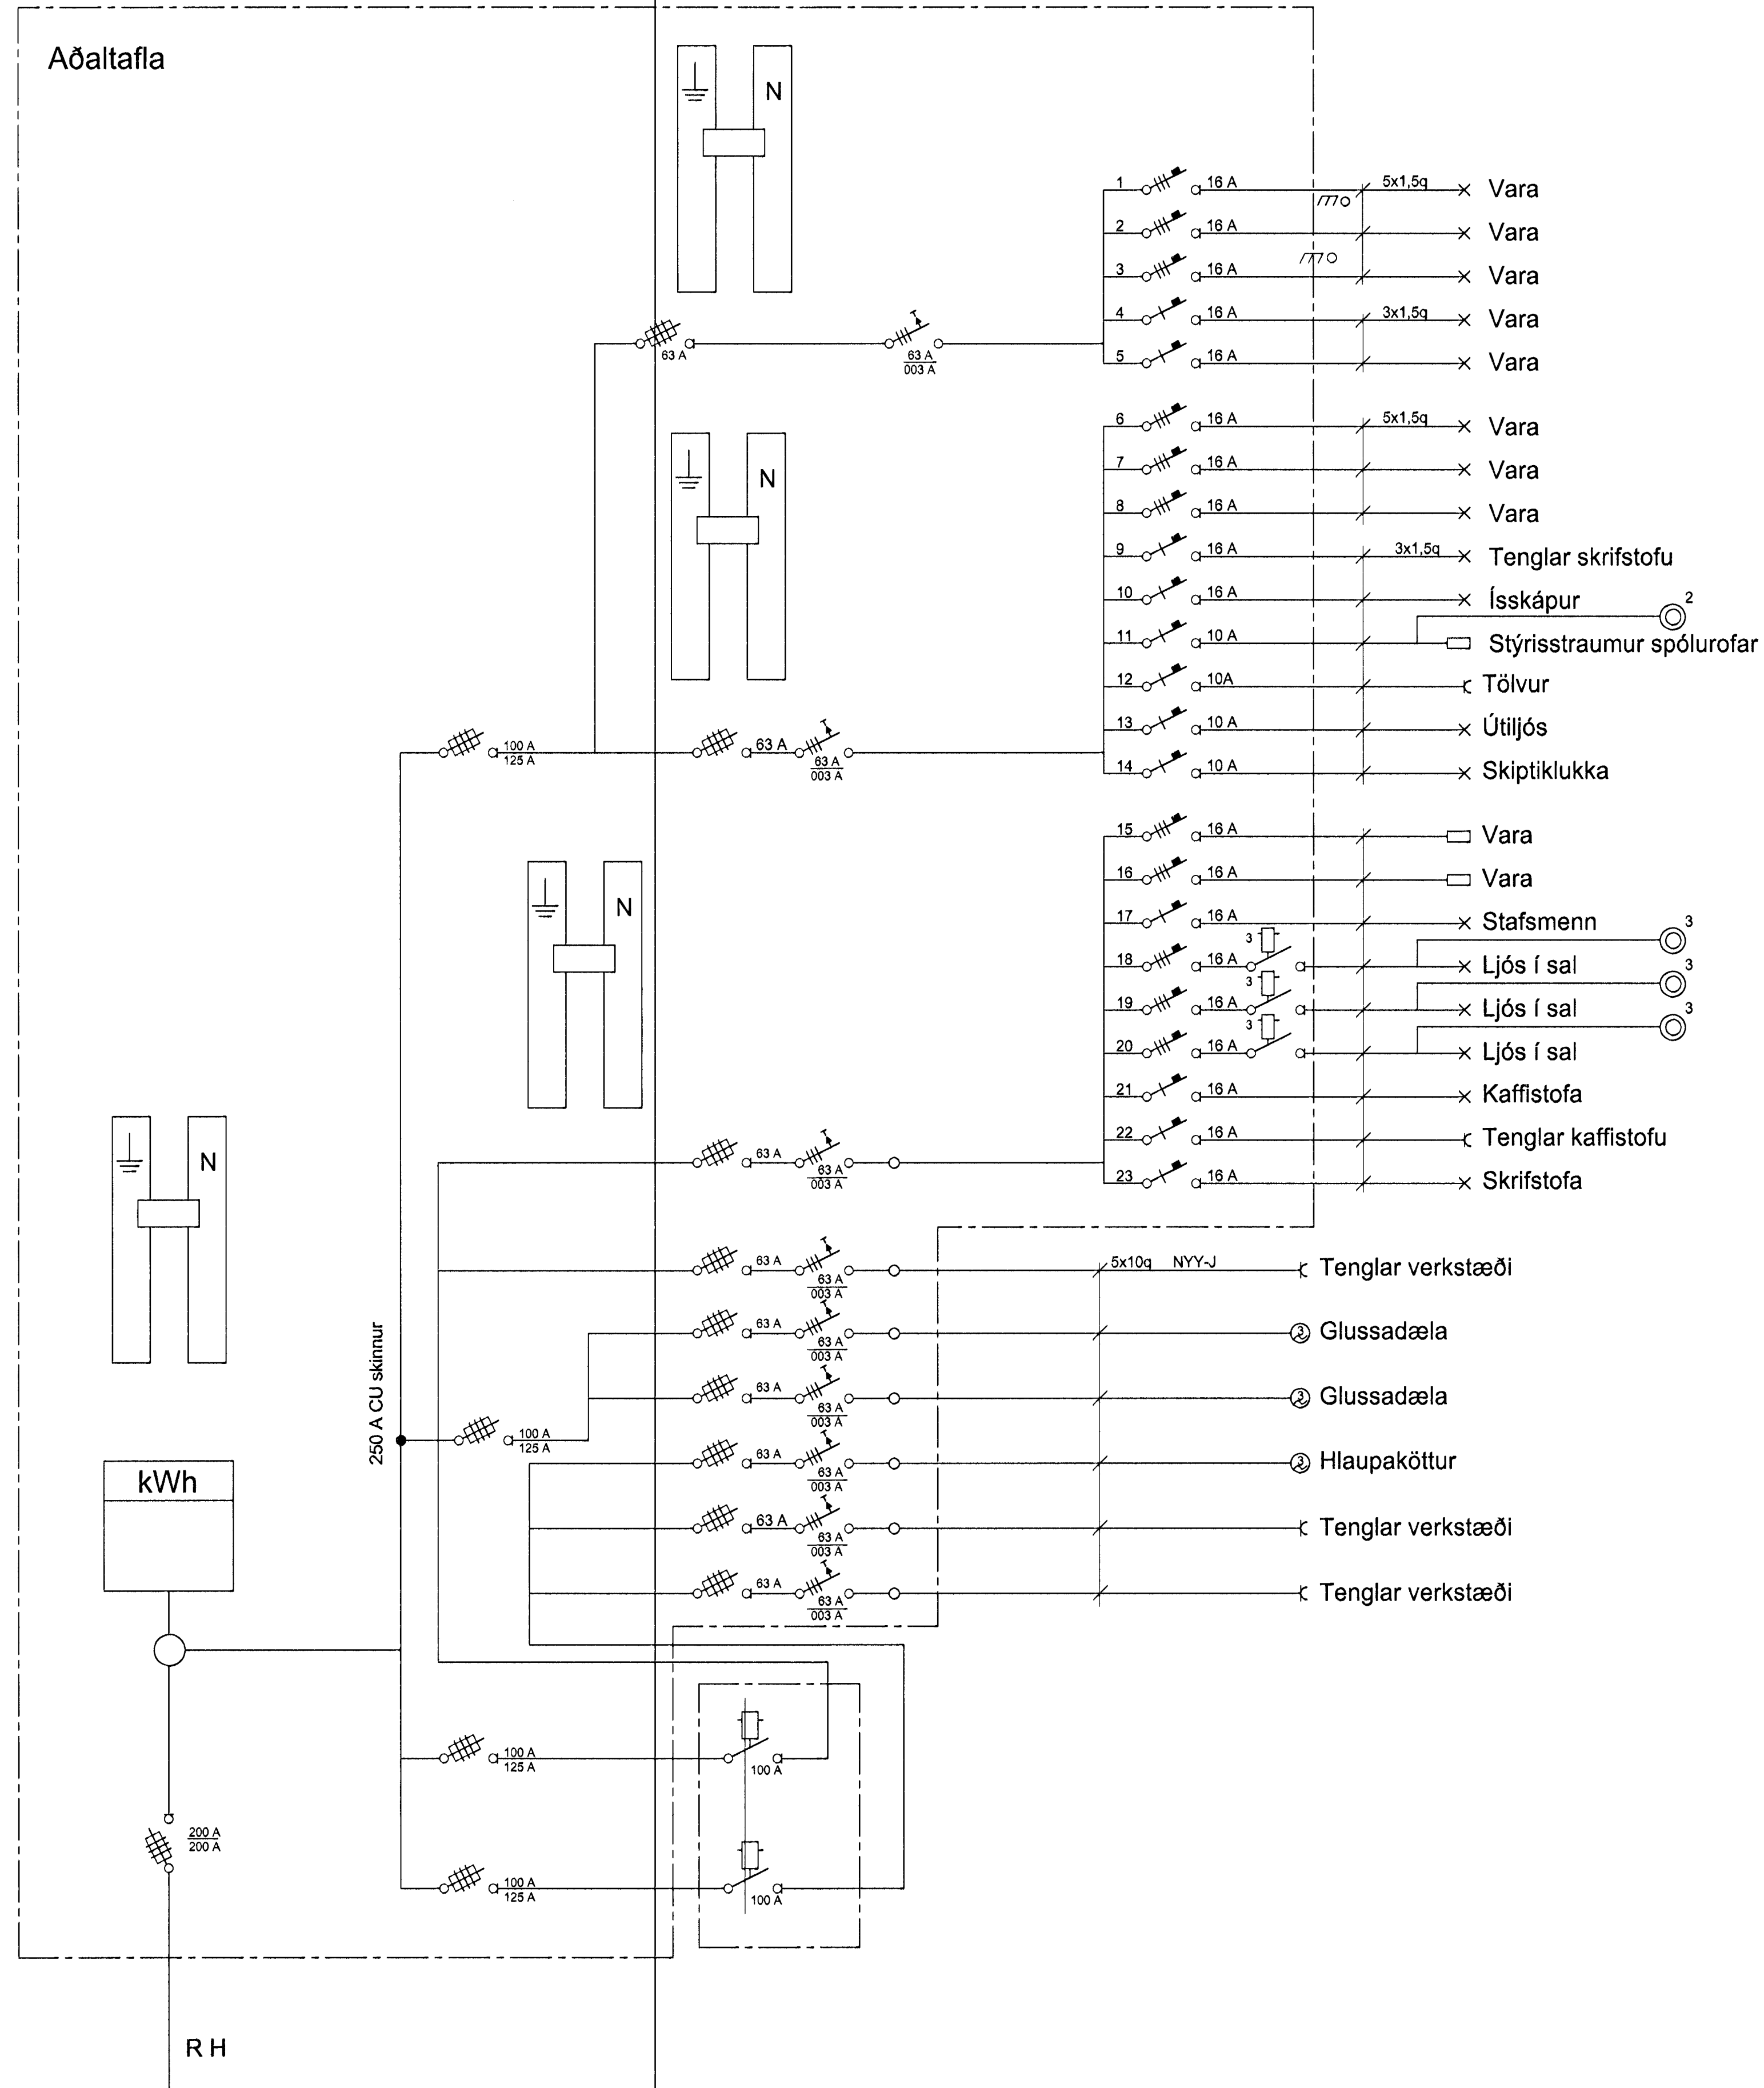 Aðaltafla
N
1 16 A 5x1,5q Vara
2 16 A Vara
3 16 A Vara
4 16 A 3x1,5q Vara
63 A
63 A
003 A
5 16 A Vara
N
6 16 A 5x1,5q Vara
7 16 A Vara
8 16 A Vara
9 16 A 3x1,5q Tenglar skrifstofu
10 16 A Ísskápur
2
11 10 A Stýrisstraumur spólurofar
12 10A Tölvur
13 10 A Útiljós
100 A
125 A
63 A
63 A
003 A
14 10 A Skiptiklukka
15 16 A Vara
16 16 A Vara
N
17 16 A Stafsmenn
3
18 16 A 3 Ljós í sal
3
19 16 A 3 Ljós í sal
3
20 16 A 3 Ljós í sal
21 16 A Kaffistofa
22 16 A Tenglar kaffistofu
N
63 A
63 A
003 A
23 16 A Skrifstofa
63 A
63 A
003 A
5x10q NYY-J Tenglar verkstæði
63 A
63 A
003 A
3 Glussadæla
250 A CU skinnur
63 A
63 A
003 A
3 Glussadæla
100 A
125 A
63 A
63 A
003 A
3 Hlaupaköttur
kWh
63 A
63 A
003 A
Tenglar verkstæði
63 A
63 A
003 A
Tenglar verkstæði
100 A
125 A
100 A
200 A
200 A
100 A
125 A
100 A
R H